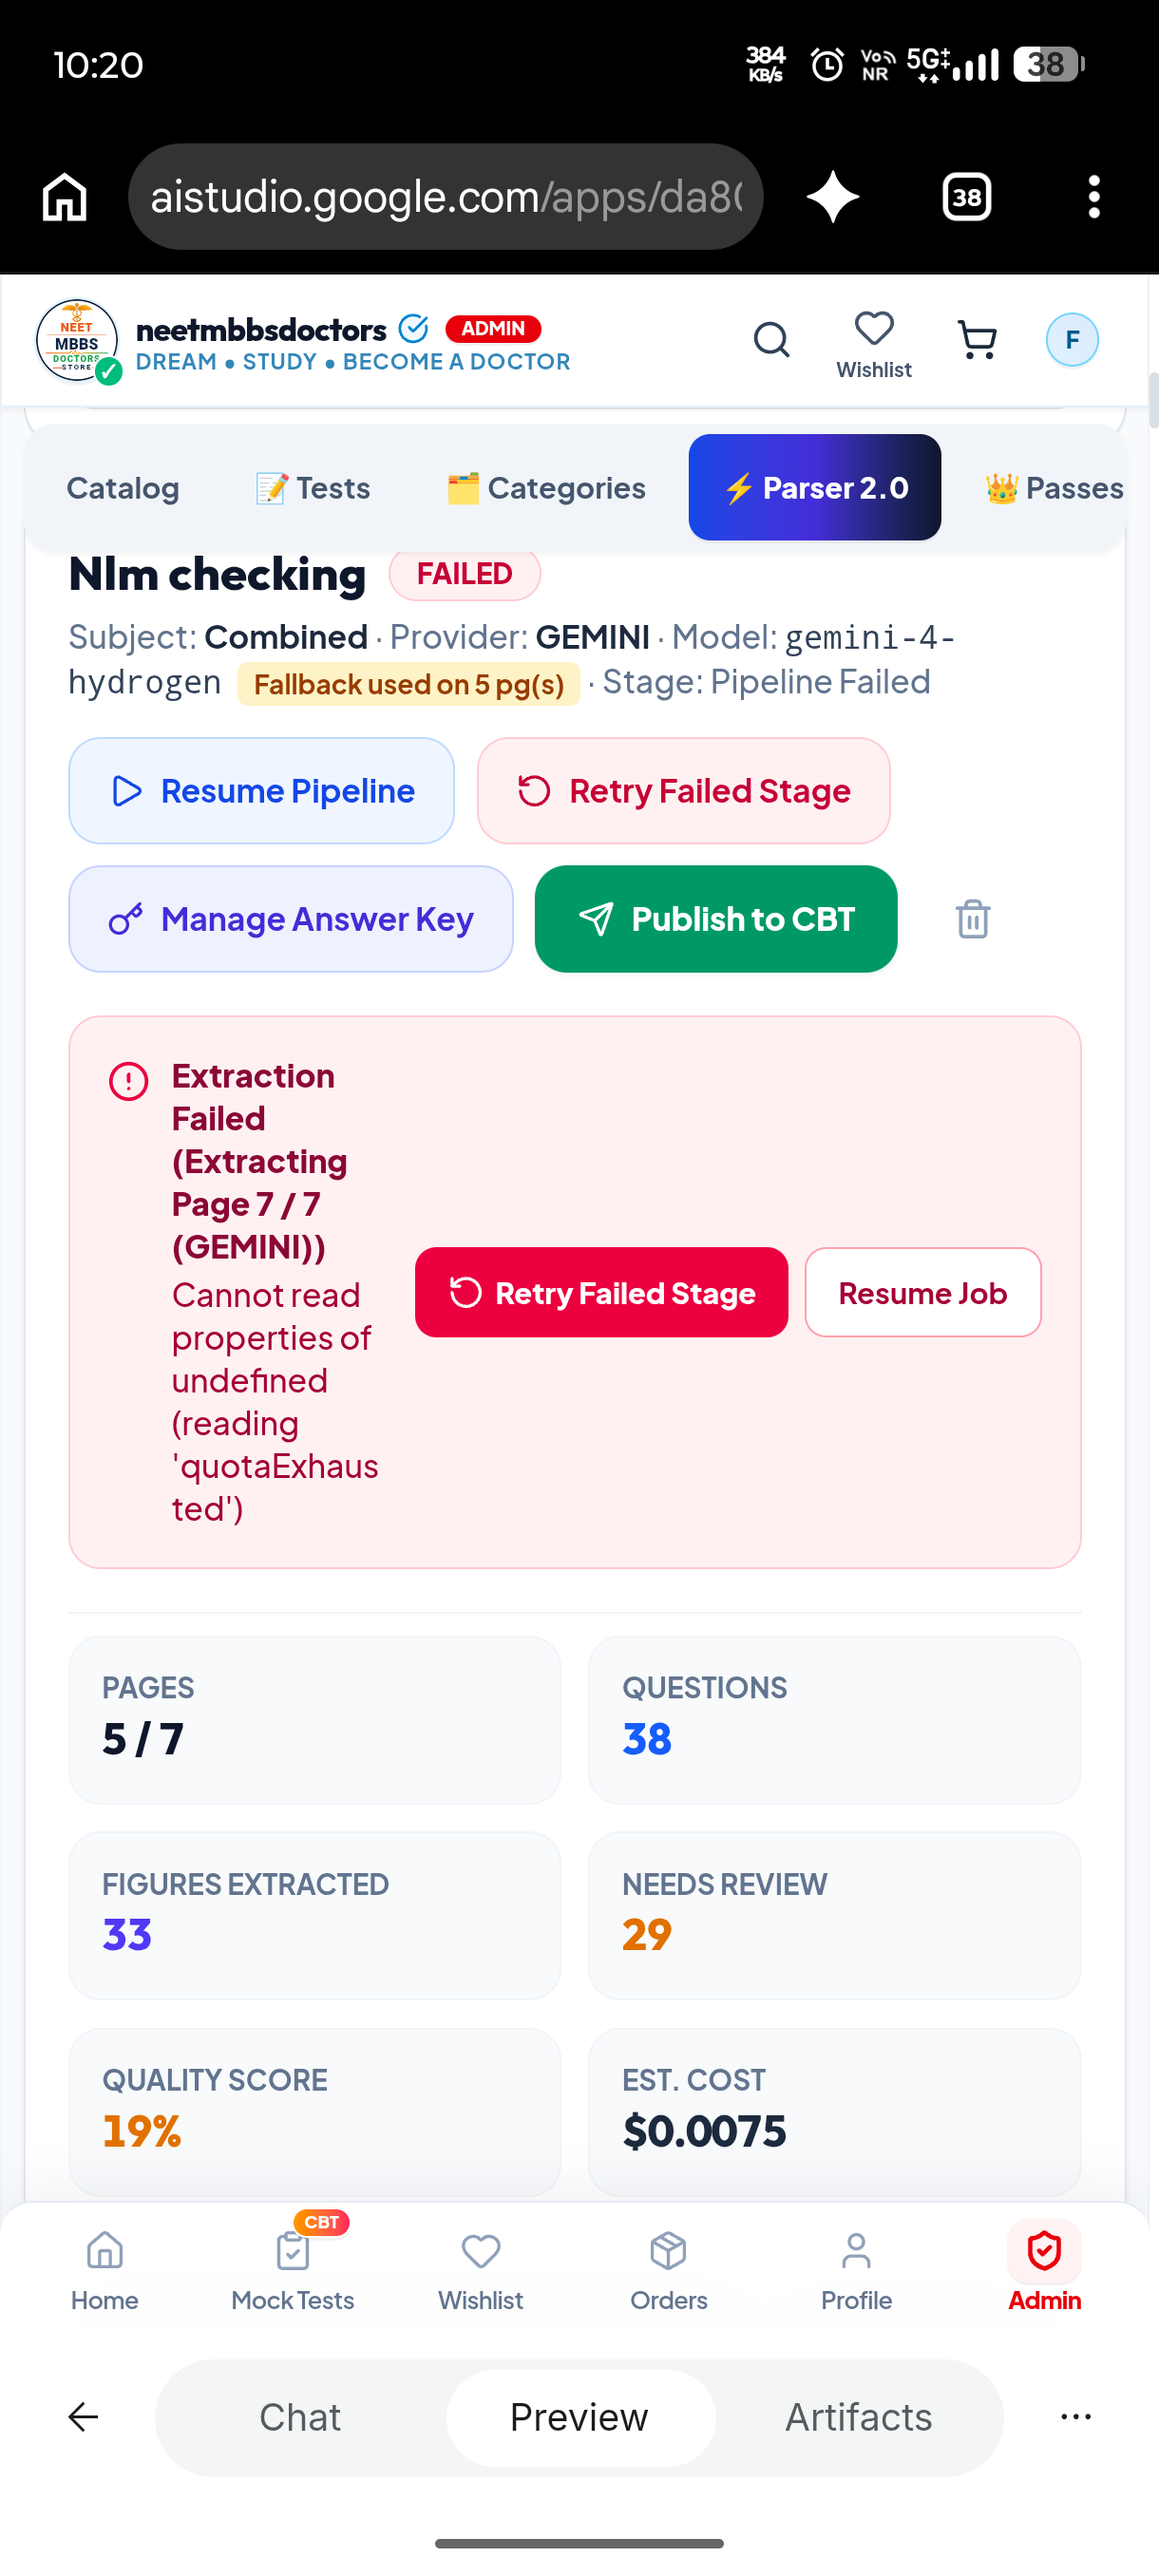 10:20
384 KB/s
Vo NR
5G
38
aistudio.google.com/apps/da8
38
NEET
MBBS
DOCTORS
STORE
neetmbbsdoctors ADMIN
DREAM • STUDY • BECOME A DOCTOR
Wishlist
F
Catalog
📝 Tests
🗂️ Categories
⚡ Parser 2.0
👑 Passes
Nlm checking FAILED
Subject: Combined · Provider: GEMINI · Model: gemini-4-
hydrogen Fallback used on 5 pg(s) · Stage: Pipeline Failed
Resume Pipeline
Retry Failed Stage
Manage Answer Key
Publish to CBT
Extraction
Failed
(Extracting
Page 7 / 7
(GEMINI))
Cannot read
properties of
undefined
(reading
'quotaExhaus
ted')
Retry Failed Stage
Resume Job
PAGES
5 / 7
QUESTIONS
38
FIGURES EXTRACTED
33
NEEDS REVIEW
29
QUALITY SCORE
19%
EST. COST
$0.0075
Home
CBT
Mock Tests
Wishlist
Orders
Profile
Admin
Chat
Preview
Artifacts